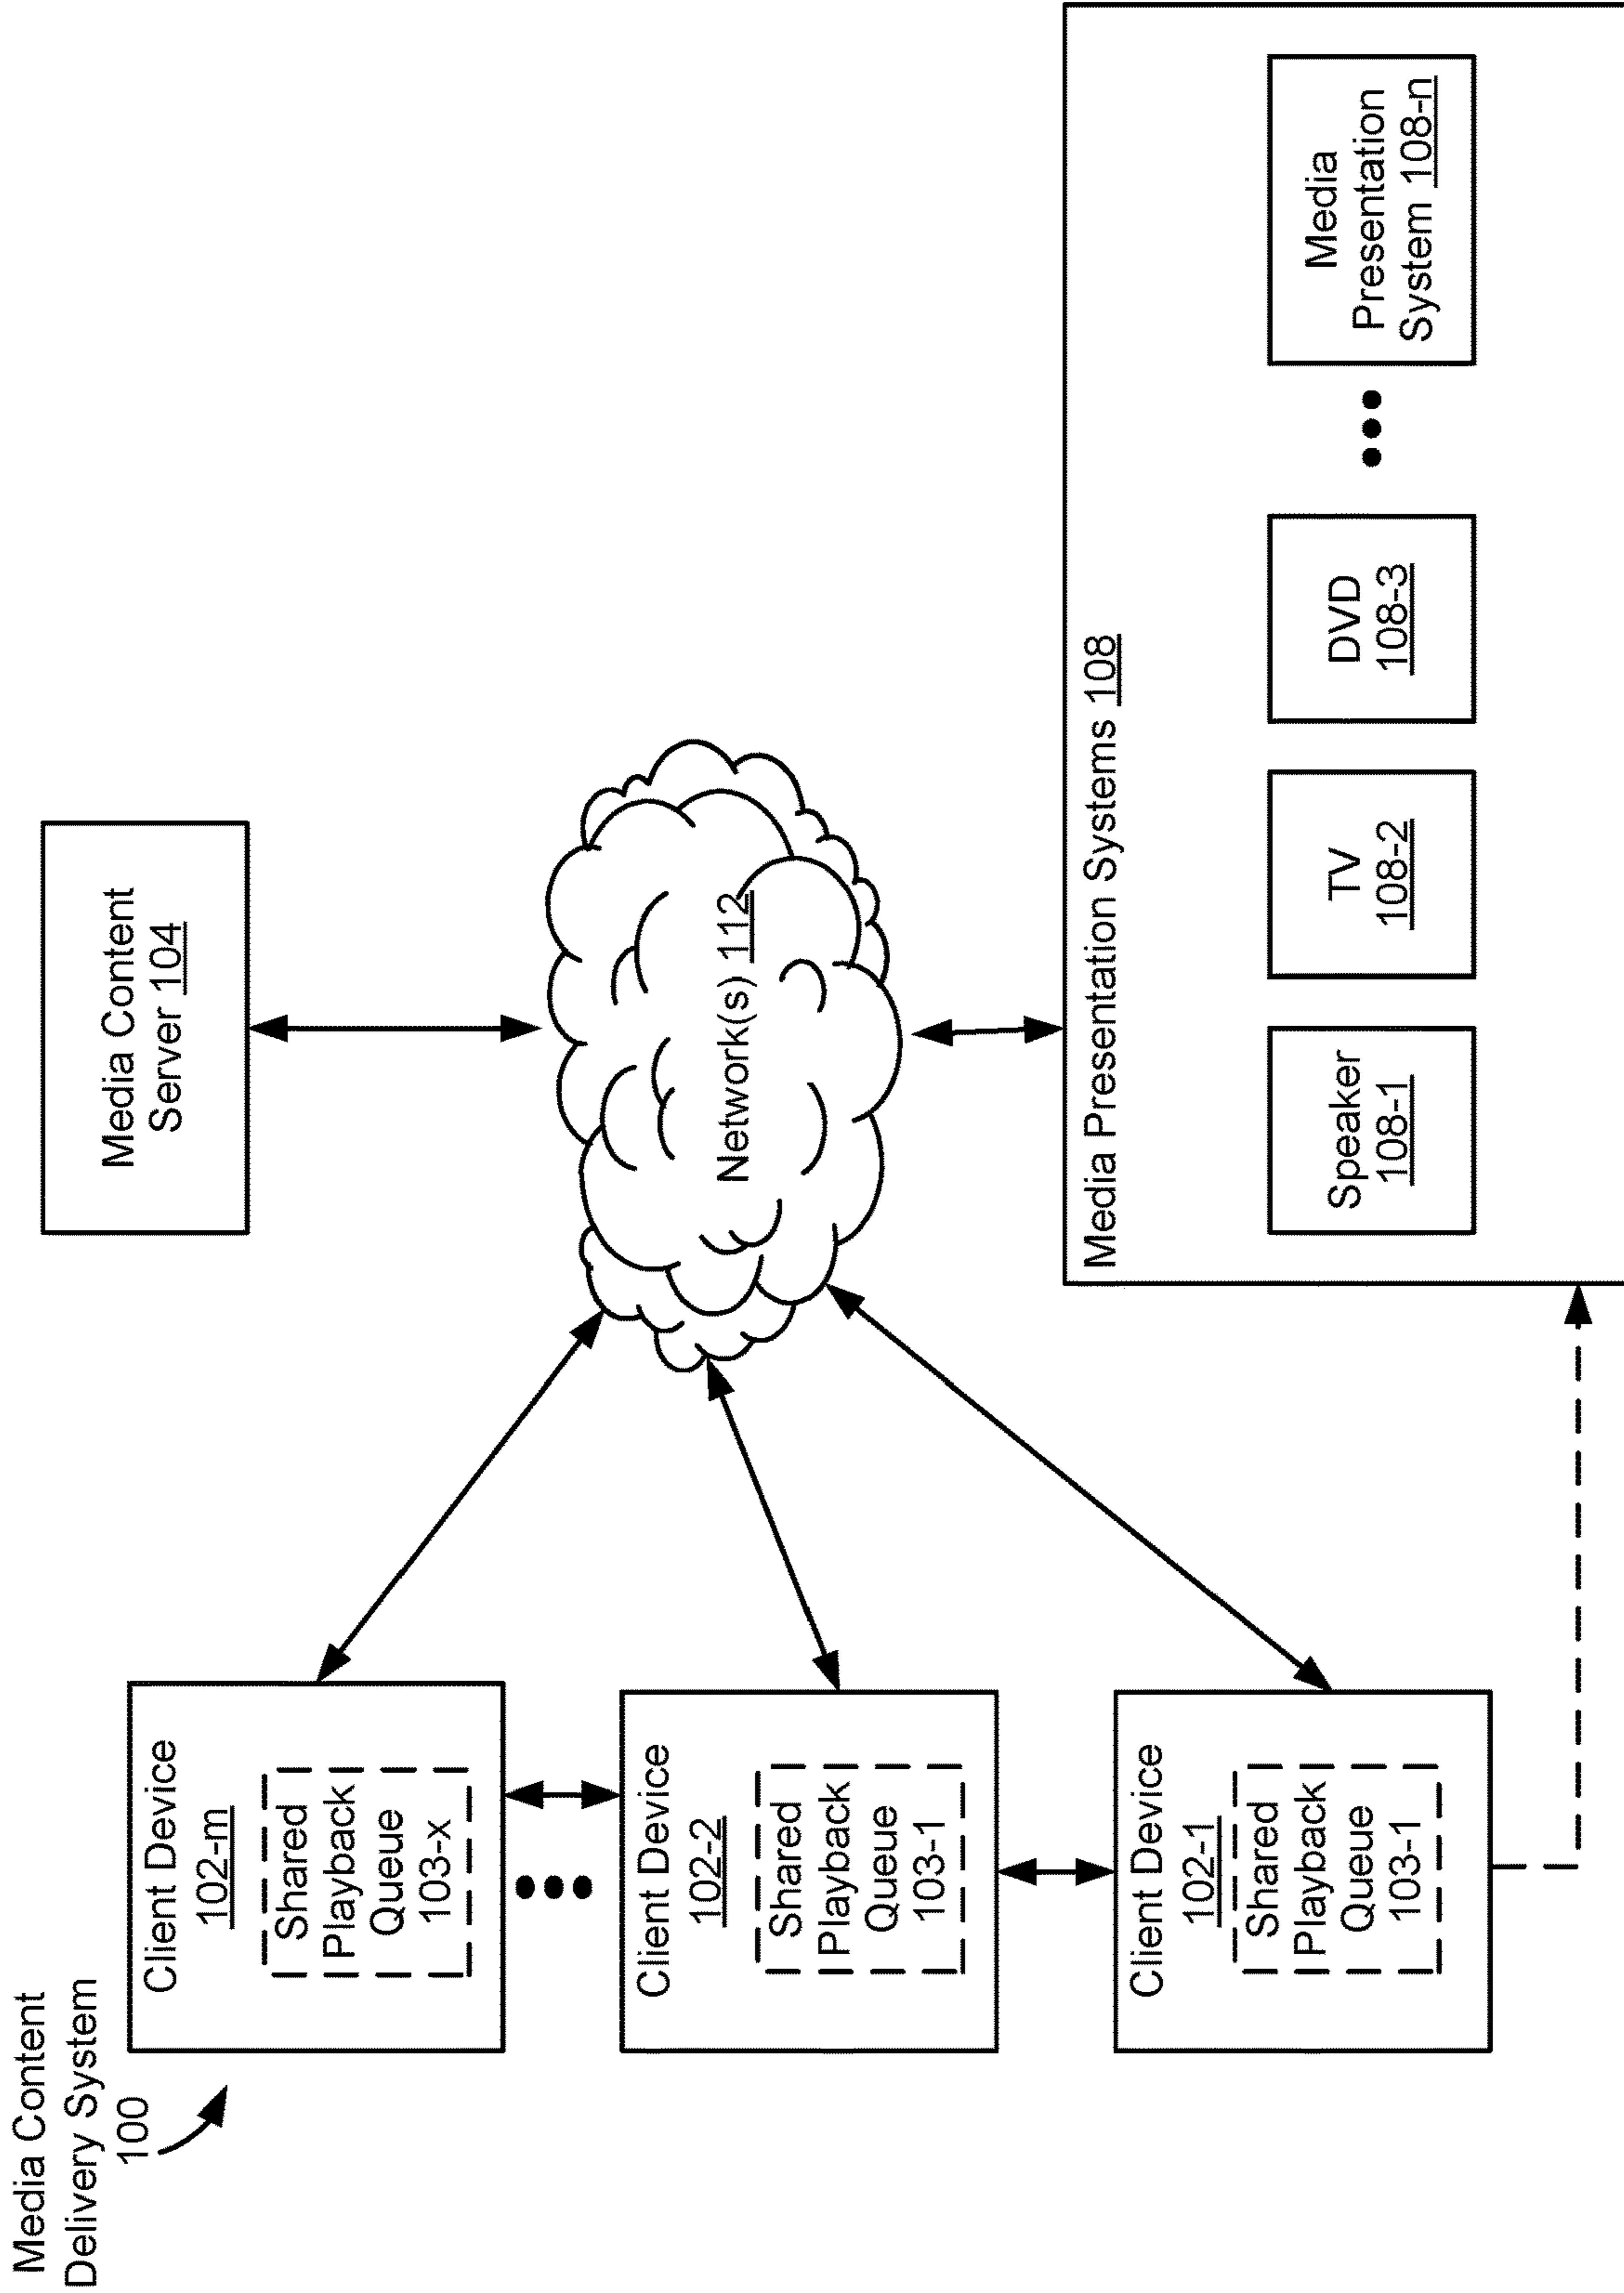 Media Content
Delivery System
100
Client Device
102-m
Shared
Playback
Queue
103-x
Client Device
102-2
Shared
Playback
Queue
103-1
Client Device
102-1
Shared
Playback
Queue
103-1
Media Content
Server 104
Network(s) 112
Media Presentation Systems 108
Speaker
108-1
TV
108-2
DVD
108-3
Media
Presentation
System 108-n